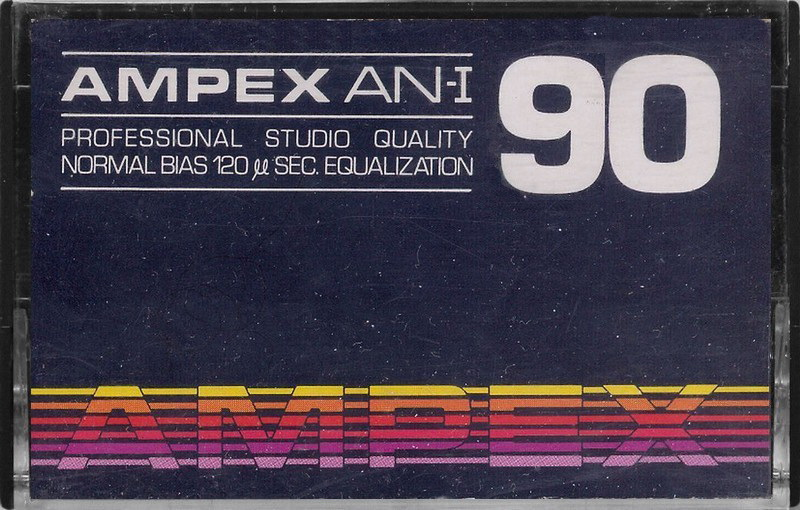 AMPEX AN-I 90
PROFESSIONAL STUDIO QUALITY
NORMAL BIAS 120 µ SEC. EQUALIZATION
AMPEX